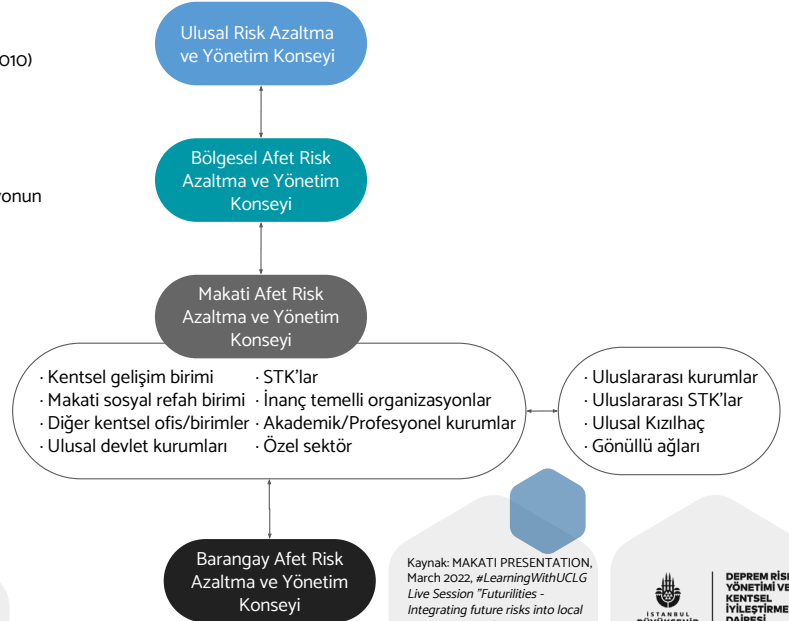 010)
Ulusal Risk Azaltma
ve Yönetim Konseyi
Bölgesel Afet Risk
Azaltma ve Yönetim
Konseyi
Makati Afet Risk
Azaltma ve Yönetim
Konseyi
· Kentsel gelişim birimi
· Makati sosyal refah birimi
· Diğer kentsel ofis/birimler
· Ulusal devlet kurumları
· STK'lar
· İnanç temelli organizasyonlar
· Akademik/Profesyonel kurumlar
· Özel sektör
· Uluslararası kurumlar
· Uluslararası STK'lar
· Ulusal Kızılhaç
· Gönüllü ağları
Barangay Afet Risk
Azaltma ve Yönetim
Konseyi
Kaynak: MAKATI PRESENTATION,
March 2022, #LearningWithUCLG
Live Session "Futurilities -
Integrating future risks into local
İSTANBUL
BÜYÜKŞEHİR
DEPREM RİSK
YÖNETİMİ VE
KENTSEL
İYİLEŞTİRME
DAİRESİ